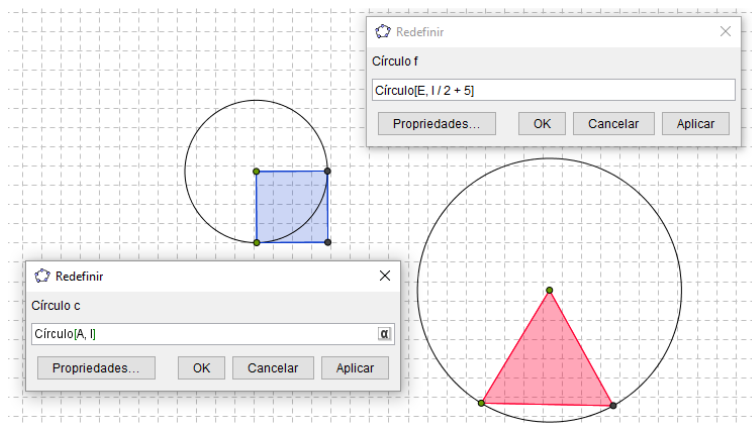 Redefinir
Círculo f
Círculo[E, l / 2 + 5]
Propriedades...
OK
Cancelar
Aplicar
Redefinir
Círculo c
Círculo[A, l]
α
Propriedades...
OK
Cancelar
Aplicar